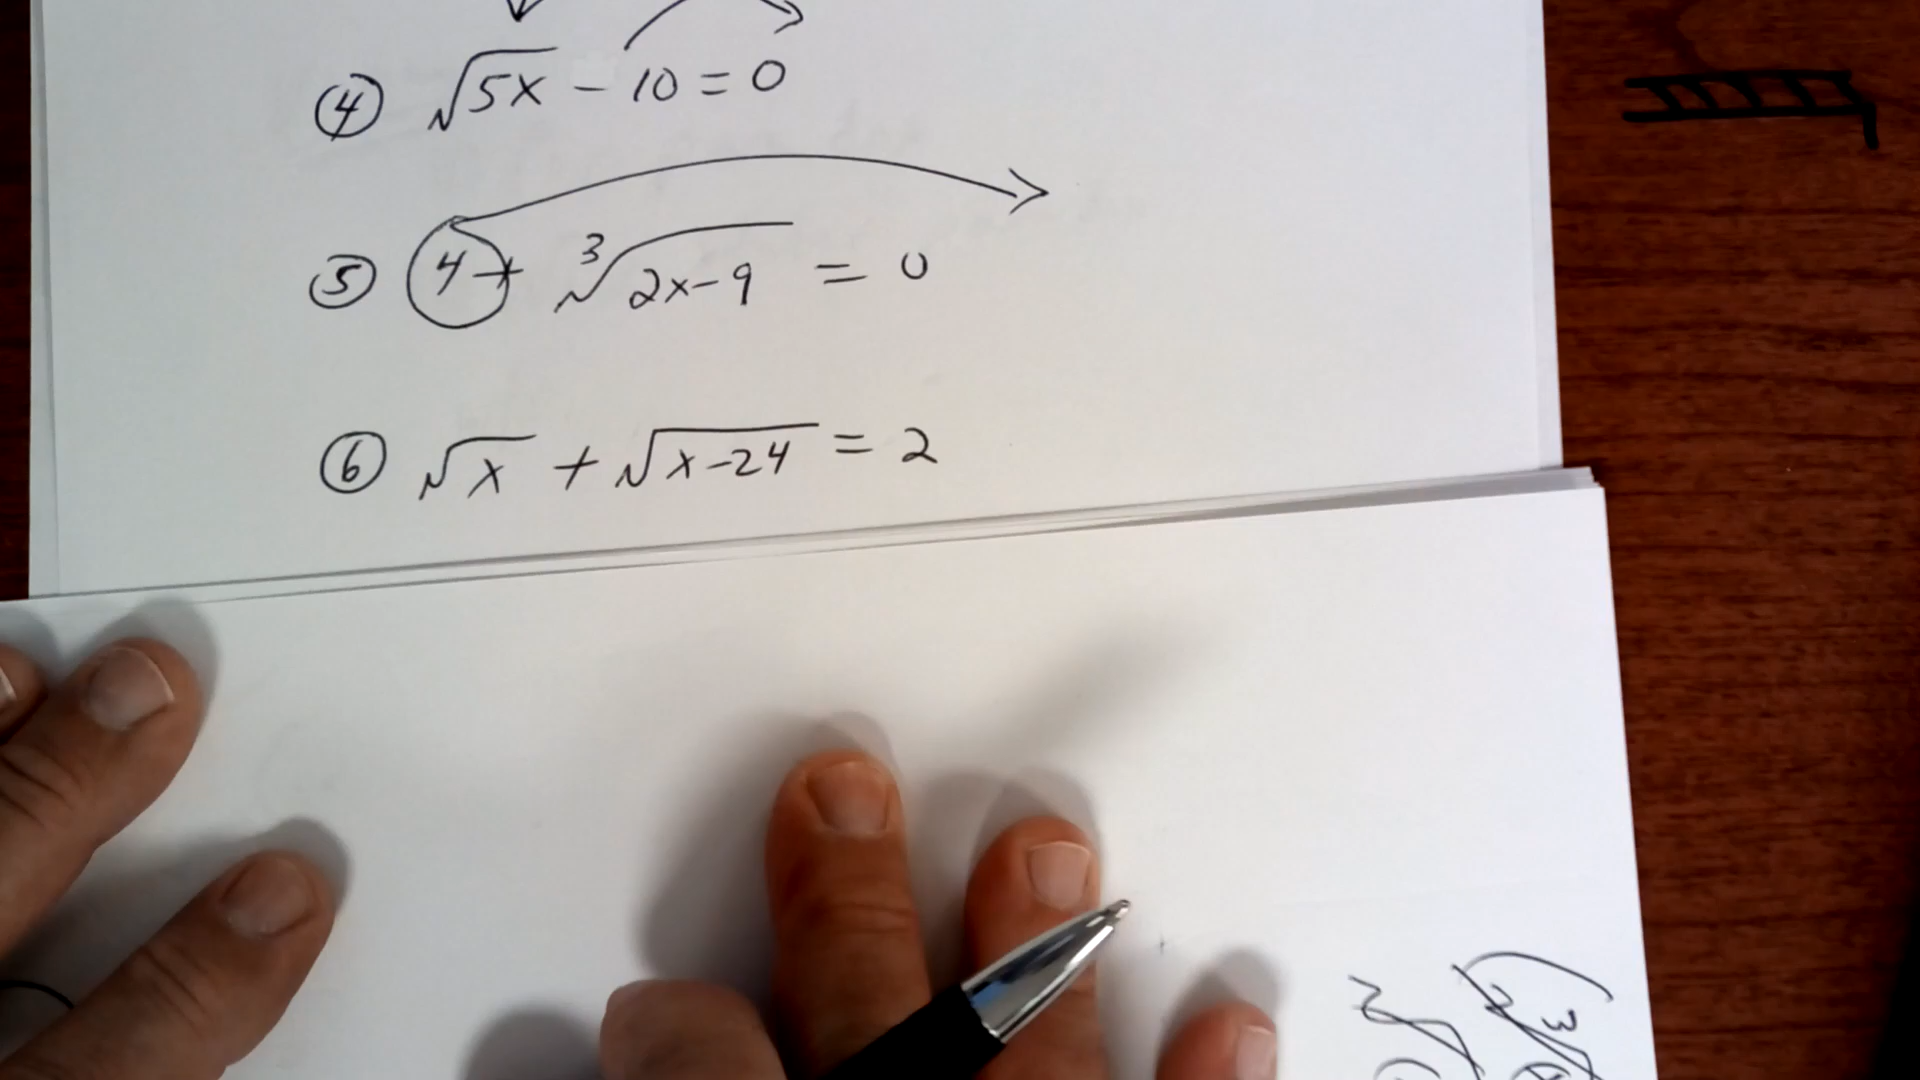 ④ √5x - 10 = 0
⑤ 4 + ∛2x-9 = 0
⑥ √x + √x-24 = 2